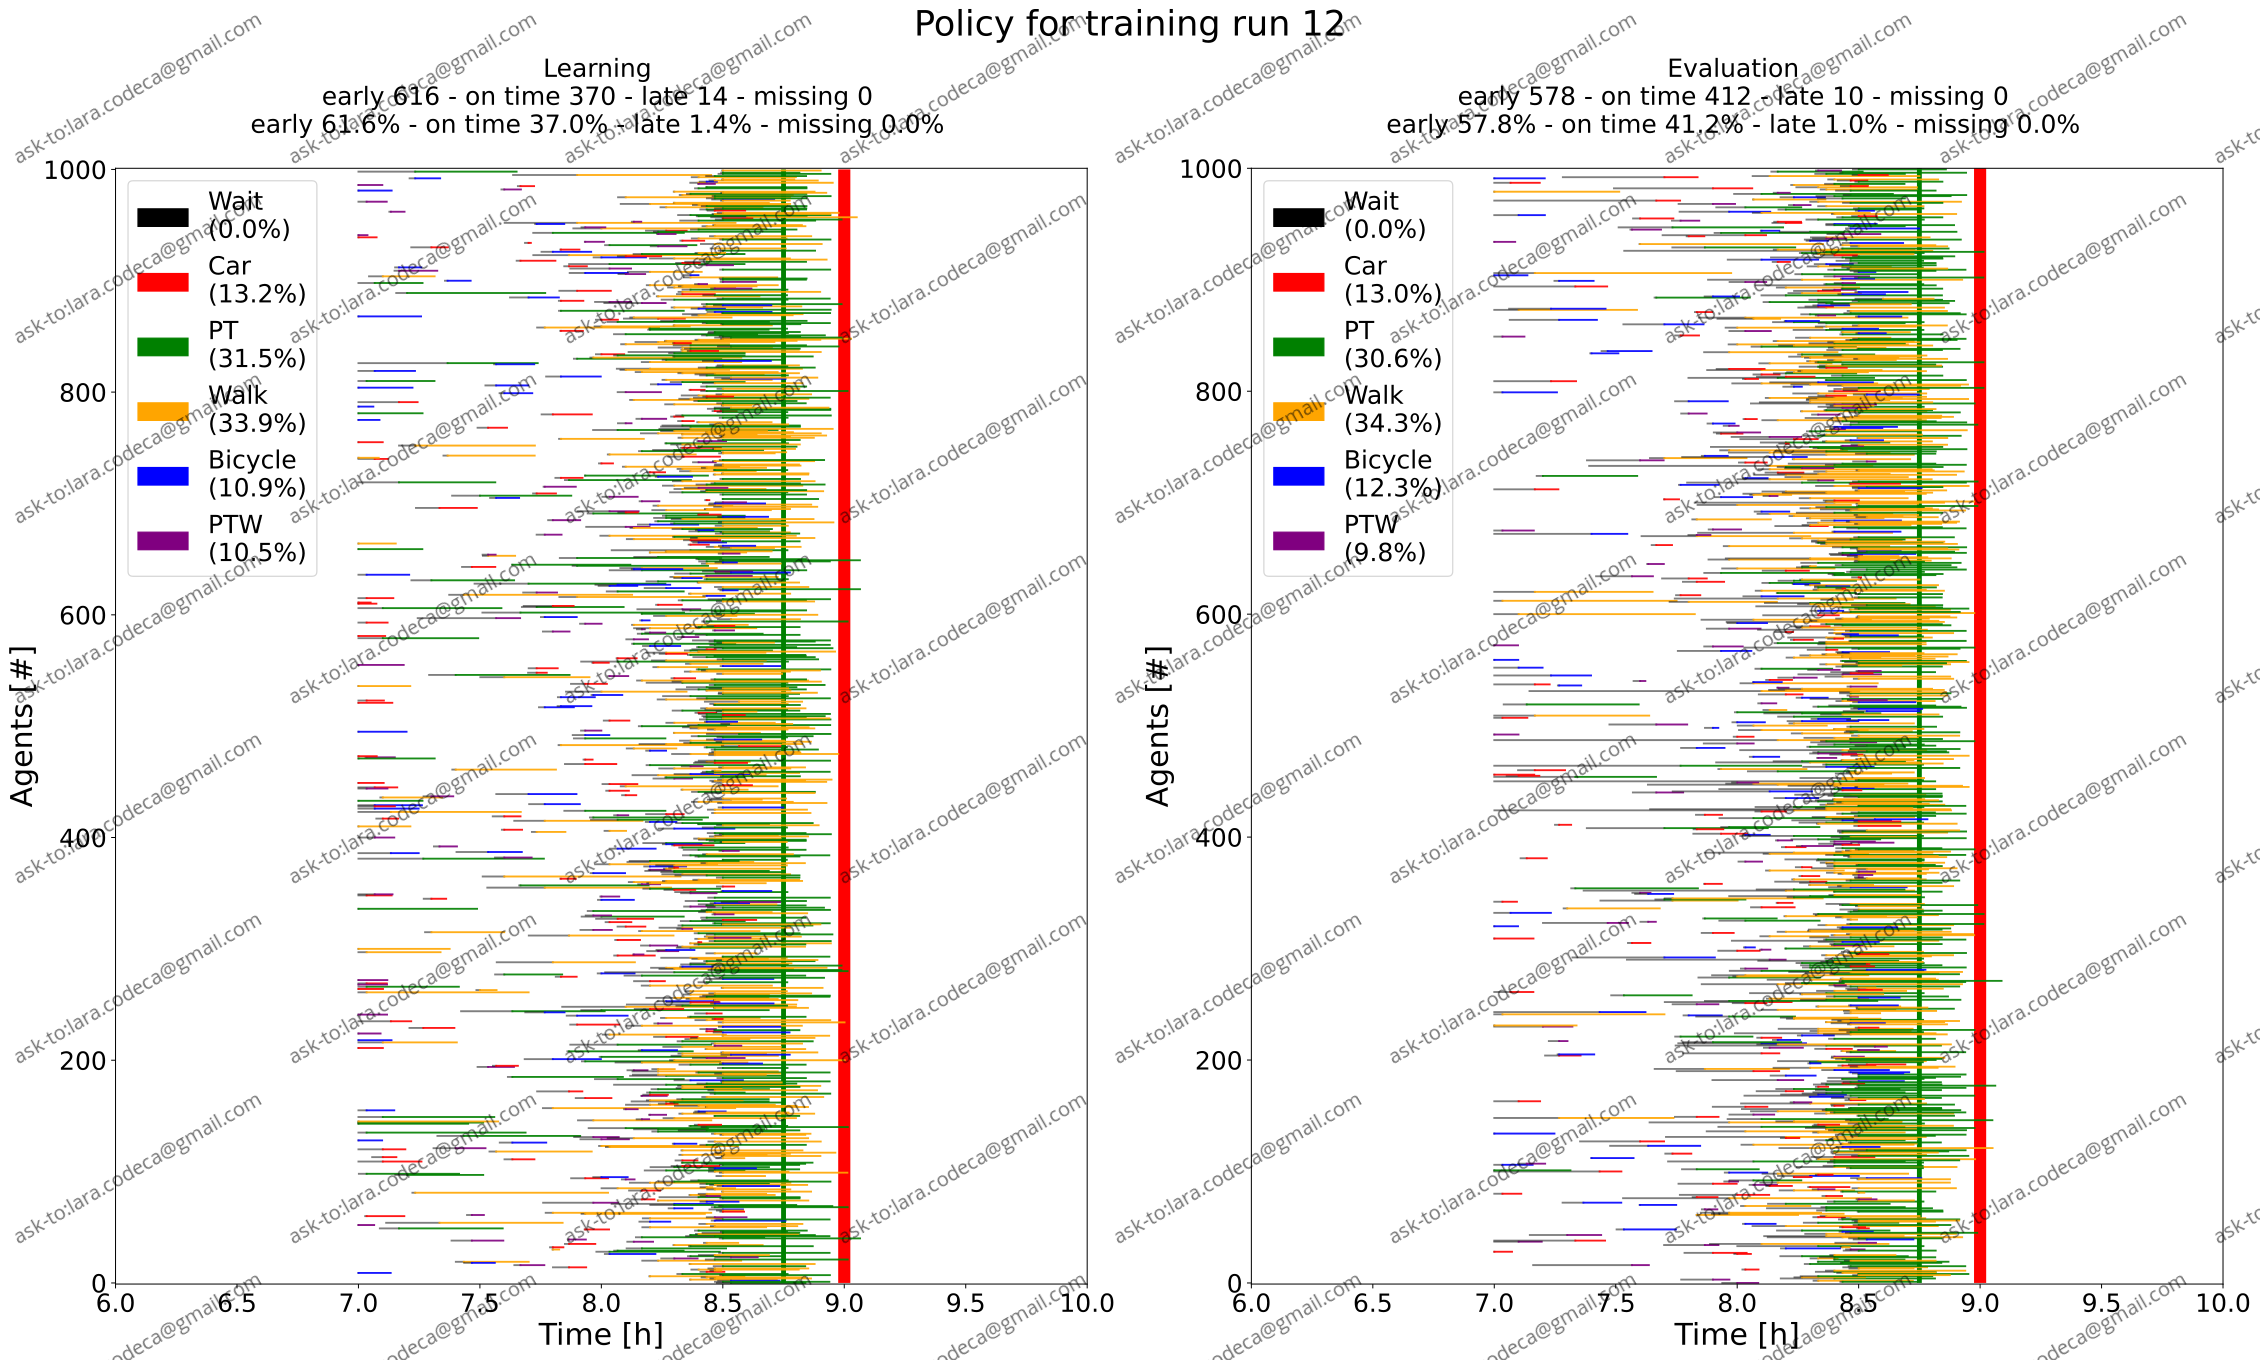 Policy for training run 12
Learning
early 616 - on time 370 - late 14 - missing 0
early 61.6% - on time 37.0% - late 1.4% - missing 0.0%
Wait
(0.0%)
Car
(13.2%)
PT
(31.5%)
Walk
(33.9%)
Bicycle
(10.9%)
PTW
(10.5%)
1000
800
600
400
200
0
Agents [#]
6.0 6.5 7.0 7.5 8.0 8.5 9.0 9.5 10.0
Time [h]
Evaluation
early 578 - on time 412 - late 10 - missing 0
early 57.8% - on time 41.2% - late 1.0% - missing 0.0%
Wait
(0.0%)
Car
(13.0%)
PT
(30.6%)
Walk
(34.3%)
Bicycle
(12.3%)
PTW
(9.8%)
1000
800
600
400
200
0
Agents [#]
6.0 6.5 7.0 7.5 8.0 8.5 9.0 9.5 10.0
Time [h]
ask-to:lara.codeca@gmail.com